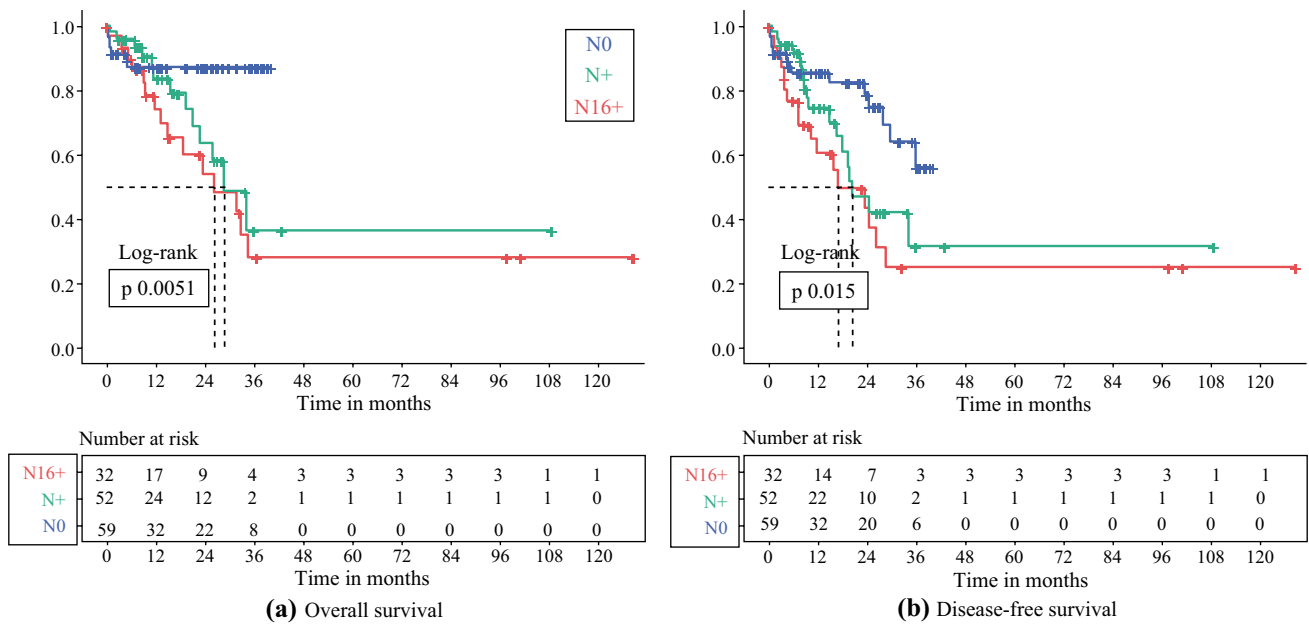 1.0
0.8
0.6
0.4
0.2
0.0
N0
N+
N16+
Log-rank
p 0.0051
0 12 24 36 48 60 72 84 96 108 120
Time in months
Number at risk
N16+ 32 17 9 4 3 3 3 3 3 1 1
N+ 52 24 12 2 1 1 1 1 1 1 0
N0 59 32 22 8 0 0 0 0 0 0 0
0 12 24 36 48 60 72 84 96 108 120
Time in months
(a) Overall survival
1.0
0.8
0.6
0.4
0.2
0.0
Log-rank
p 0.015
0 12 24 36 48 60 72 84 96 108 120
Time in months
Number at risk
N16+ 32 14 7 3 3 3 3 3 3 1 1
N+ 52 22 10 2 1 1 1 1 1 1 0
N0 59 32 20 6 0 0 0 0 0 0 0
0 12 24 36 48 60 72 84 96 108 120
Time in months
(b) Disease-free survival